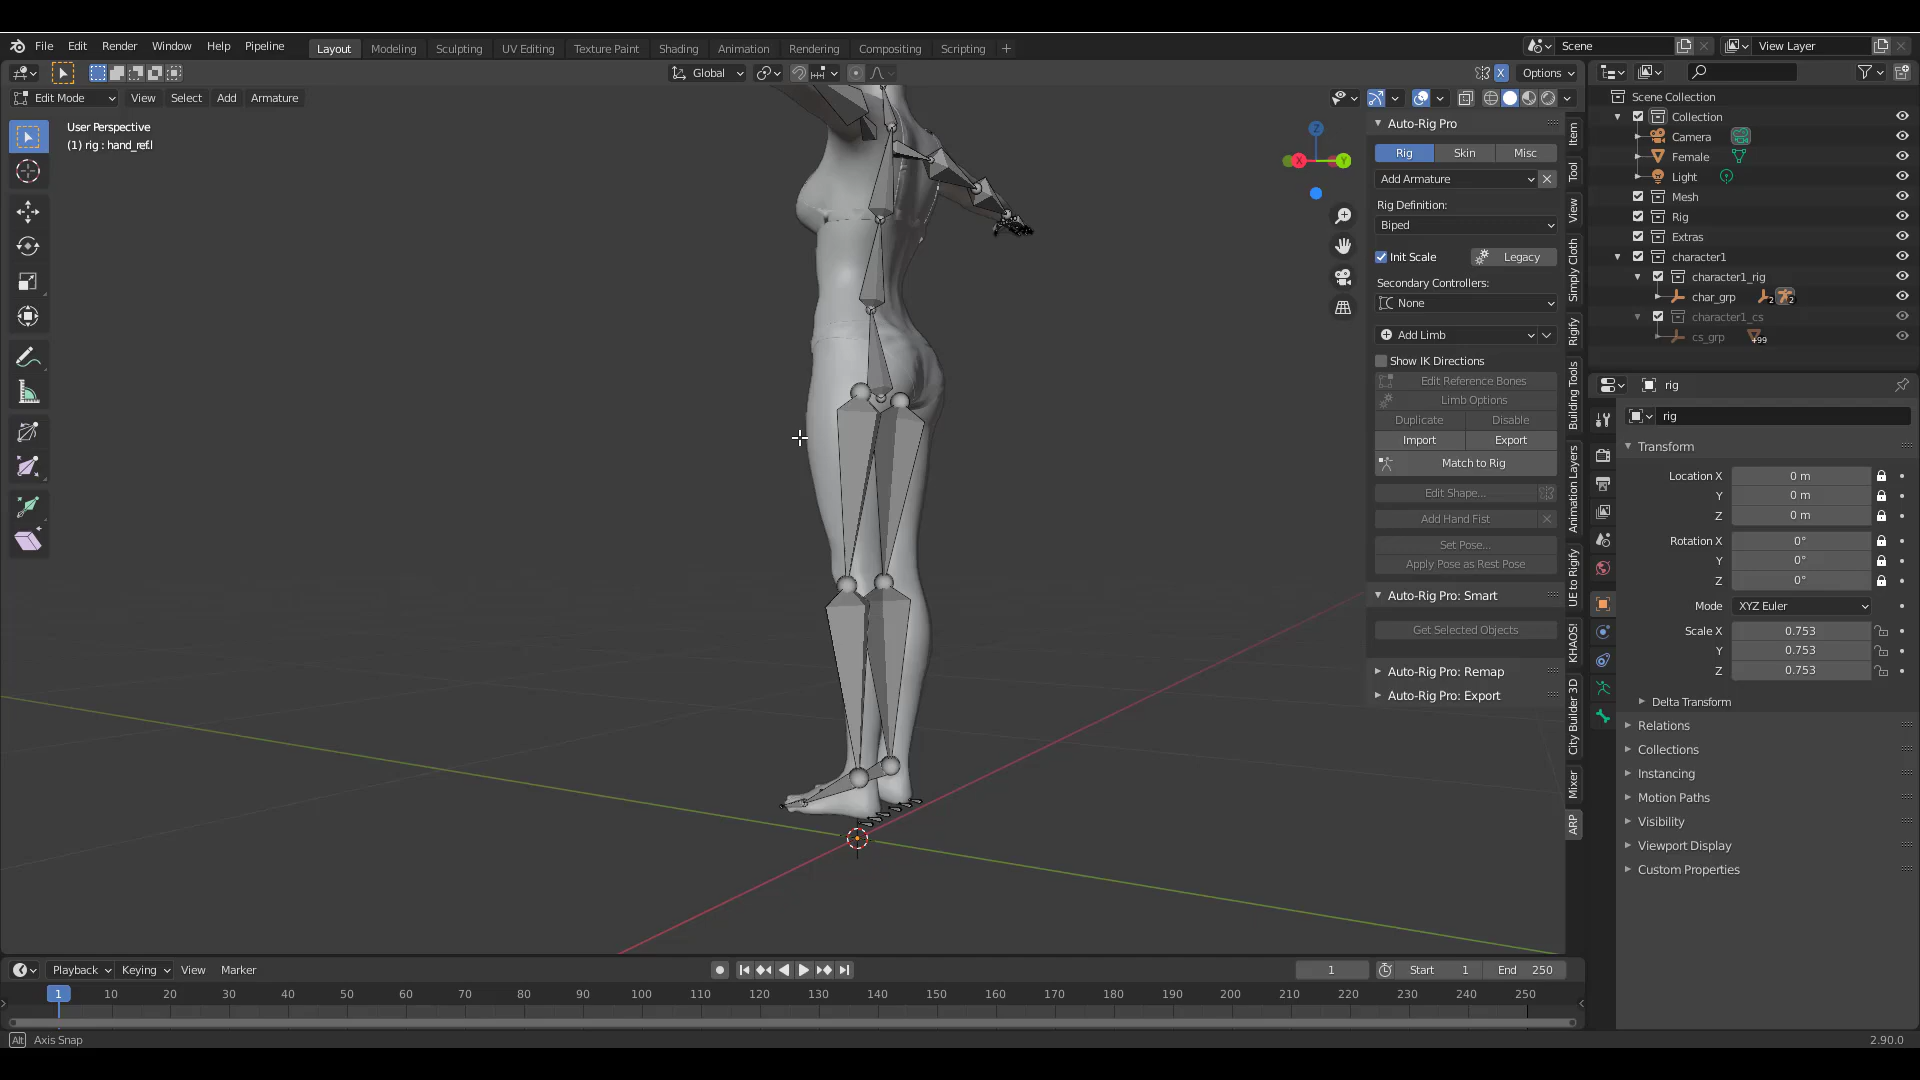 File Edit Render Window Help Pipeline Layout Modeling Sculpting UV Editing Texture Paint Shading Animation Rendering Compositing Scripting + Scene View Layer
Global Options
Edit Mode View Select Add Armature
User Perspective
(1) rig : hand_ref.l
Z
X Y
Auto-Rig Pro
Rig Skin Misc
Add Armature
Rig Definition:
Biped
Init Scale Legacy
Secondary Controllers:
None
Add Limb
Show IK Directions
Edit Reference Bones
Limb Options
Duplicate Disable
Import Export
Match to Rig
Edit Shape...
Add Hand Fist
Set Pose...
Apply Pose as Rest Pose
Auto-Rig Pro: Smart
Get Selected Objects
Auto-Rig Pro: Remap
Auto-Rig Pro: Export
Item
Tool
View
Simply Cloth
Rigify
Building Tools
Animation Layers
UE to Rigify
KHAOS!
City Builder 3D
Mixer
ARP
Scene Collection
Collection
Camera
Female
Light
Mesh
Rig
Extras
character1
character1_rig
char_grp 2 2
character1_cs
cs_grp +99
rig
rig
Transform
Location X 0 m
Y 0 m
Z 0 m
Rotation X 0°
Y 0°
Z 0°
Mode XYZ Euler
Scale X 0.753
Y 0.753
Z 0.753
Delta Transform
Relations
Collections
Instancing
Motion Paths
Visibility
Viewport Display
Custom Properties
Playback Keying View Marker 1 Start 1 End 250
1 10 20 30 40 50 60 70 80 90 100 110 120 130 140 150 160 170 180 190 200 210 220 230 240 250
Alt Axis Snap 2.90.0